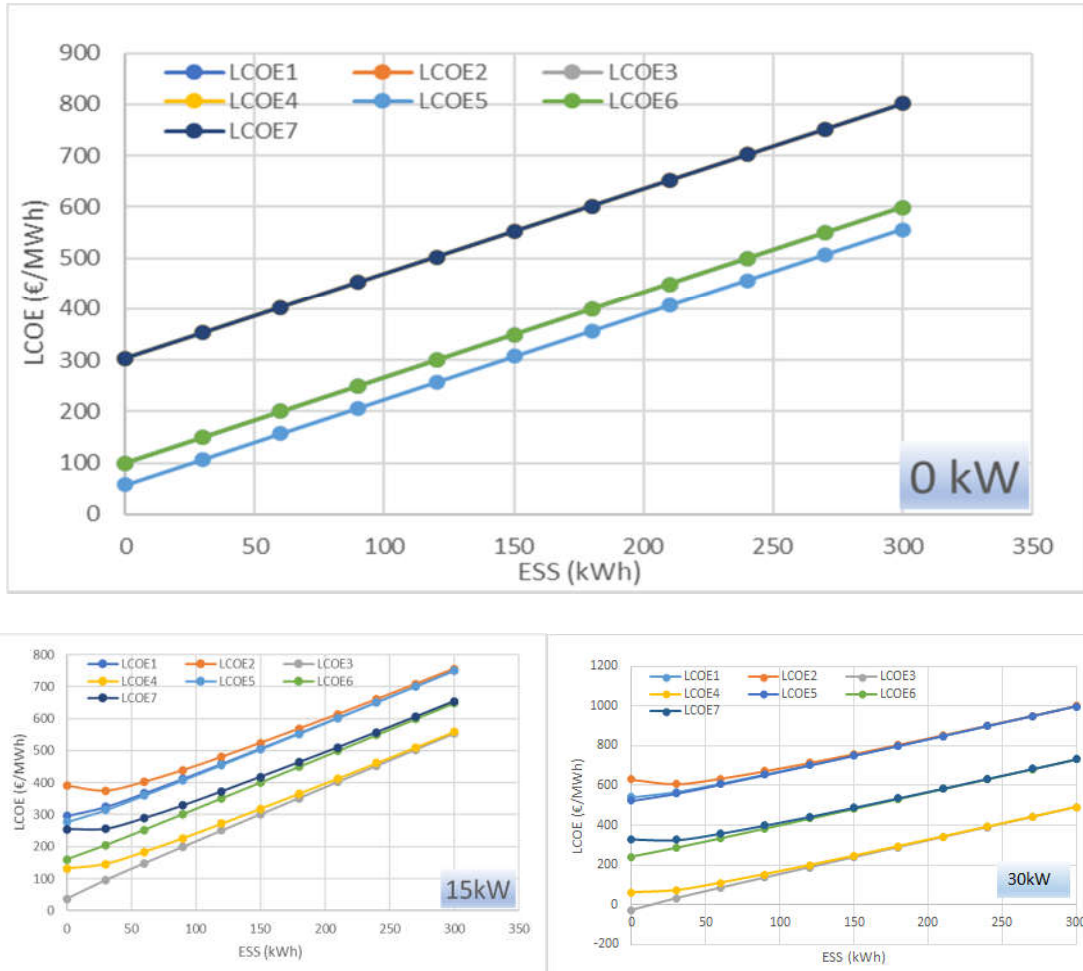 900
800
700
600
500
400
300
200
100
0
LCOE (€/MWh)
LCOE1 LCOE2 LCOE3
LCOE4 LCOE5 LCOE6
LCOE7
0 kW
0 50 100 150 200 250 300 350
ESS (kWh)
800
700
600
500
400
300
200
100
0
LCOE (€/MWh)
LCOE1 LCOE2 LCOE3
LCOE4 LCOE5 LCOE6
LCOE7
15kW
0 50 100 150 200 250 300 350
ESS (kWh)
1200
1000
800
600
400
200
0
-200
LCOE (€/MWh)
LCOE1 LCOE2 LCOE3
LCOE4 LCOE5 LCOE6
LCOE7
30kW
0 50 100 150 200 250 300
ESS (kWh)